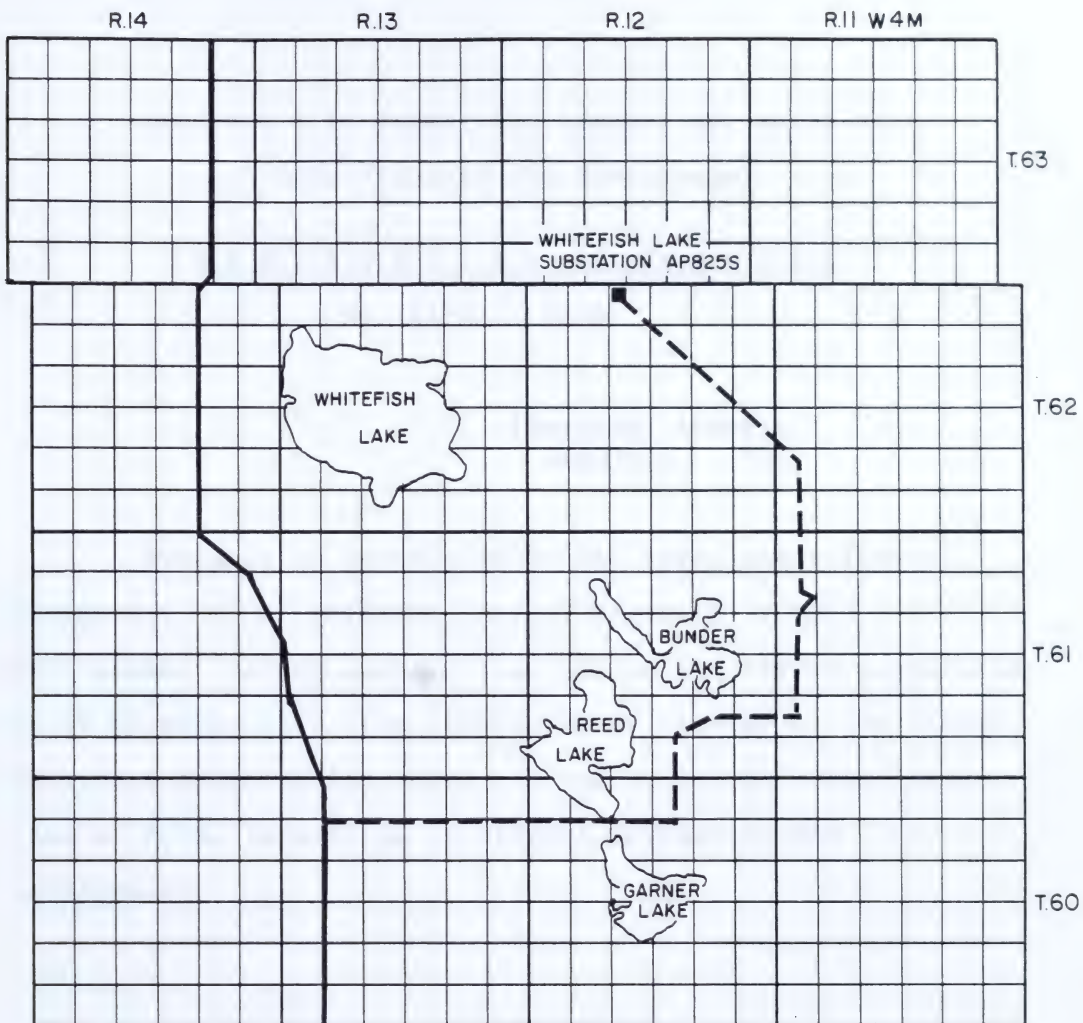 R.14 R.13 R.12 R.11 W4M
T.63
WHITEFISH LAKE
SUBSTATION AP825S
WHITEFISH
LAKE
T.62
BUNDER
LAKE
T.61
REED
LAKE
GARNER
LAKE
T.60